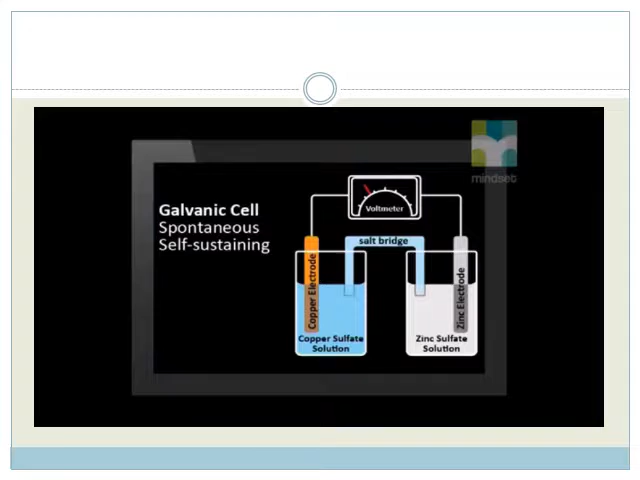 mindset
Galvanic Cell
Spontaneous
Self-sustaining
Voltmeter
salt bridge
Copper Electrode
Zinc Electrode
Copper Sulfate
Solution
Zinc Sulfate
Solution